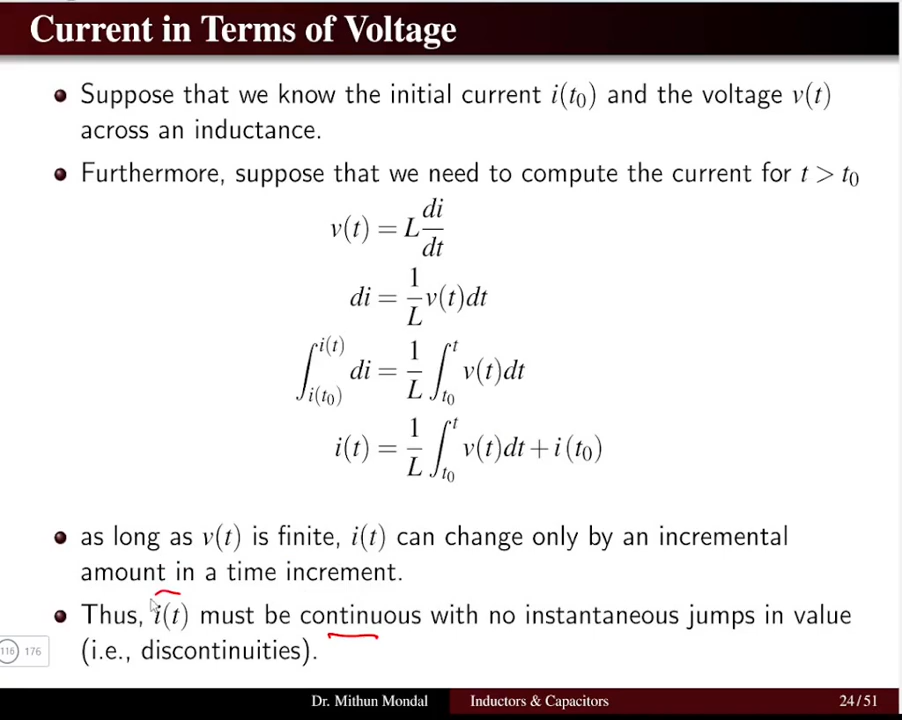 Current in Terms of Voltage
Suppose that we know the initial current i(t₀) and the voltage v(t)
across an inductance.
Furthermore, suppose that we need to compute the current for t > t₀
v(t) = L di/dt
di = 1/L v(t)dt
∫_{i(t₀)}^{i(t)} di = 1/L ∫_{t₀}^{t} v(t)dt
i(t) = 1/L ∫_{t₀}^{t} v(t)dt + i(t₀)
as long as v(t) is finite, i(t) can change only by an incremental
amount in a time increment.
Thus, i(t) must be continuous with no instantaneous jumps in value
(i.e., discontinuities).
116 176
Dr. Mithun Mondal Inductors & Capacitors 24/51